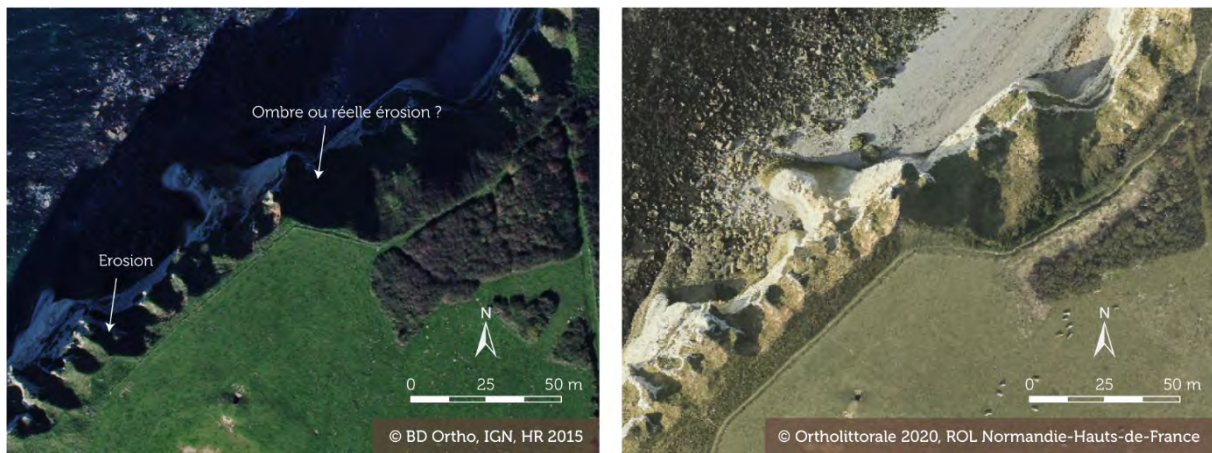 Ombre ou réelle érosion ?
Erosion
N
0 25 50 m
© BD Ortho, IGN, HR 2015
N
0 25 50 m
© Ortholittorale 2020, ROL Normandie-Hauts-de-France